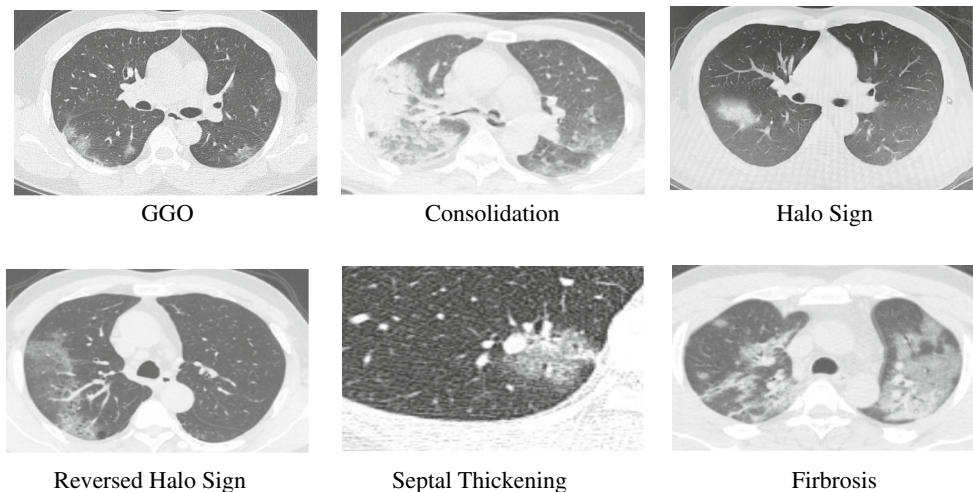 GGO
Consolidation
Halo Sign
Reversed Halo Sign
Septal Thickening
Firbrosis